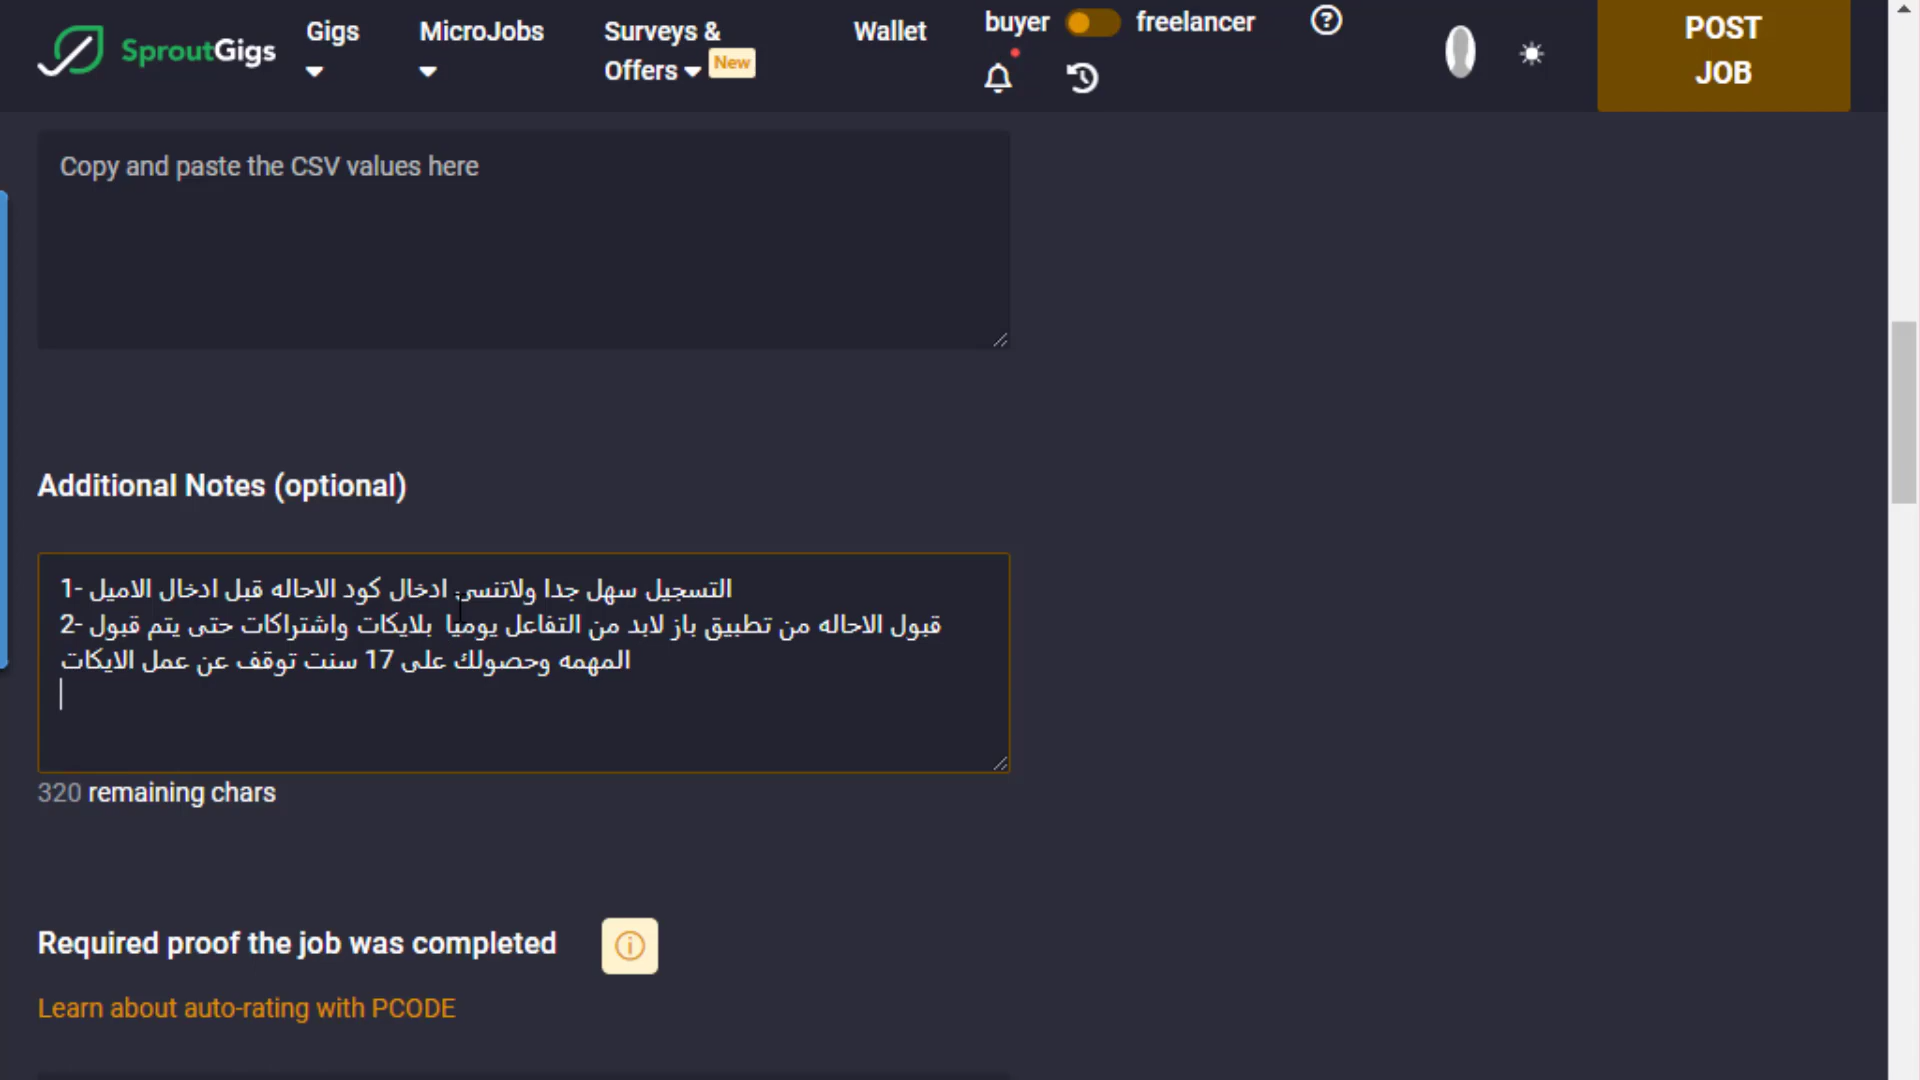 SproutGigs
Gigs
MicroJobs
Surveys &
Offers New
Wallet
buyer freelancer
POST
JOB
Copy and paste the CSV values here
Additional Notes (optional)
1- التسجيل سهل جدا ولاتنسى ادخال كود الاحاله قبل ادخال الاميل
2- قبول الاحاله من تطبيق باز لابد من التفاعل يوميا بلايكات واشتراكات حتى يتم قبول
المهمه وحصولك على 17 سنت توقف عن عمل الايكات
320 remaining chars
Required proof the job was completed
Learn about auto-rating with PCODE